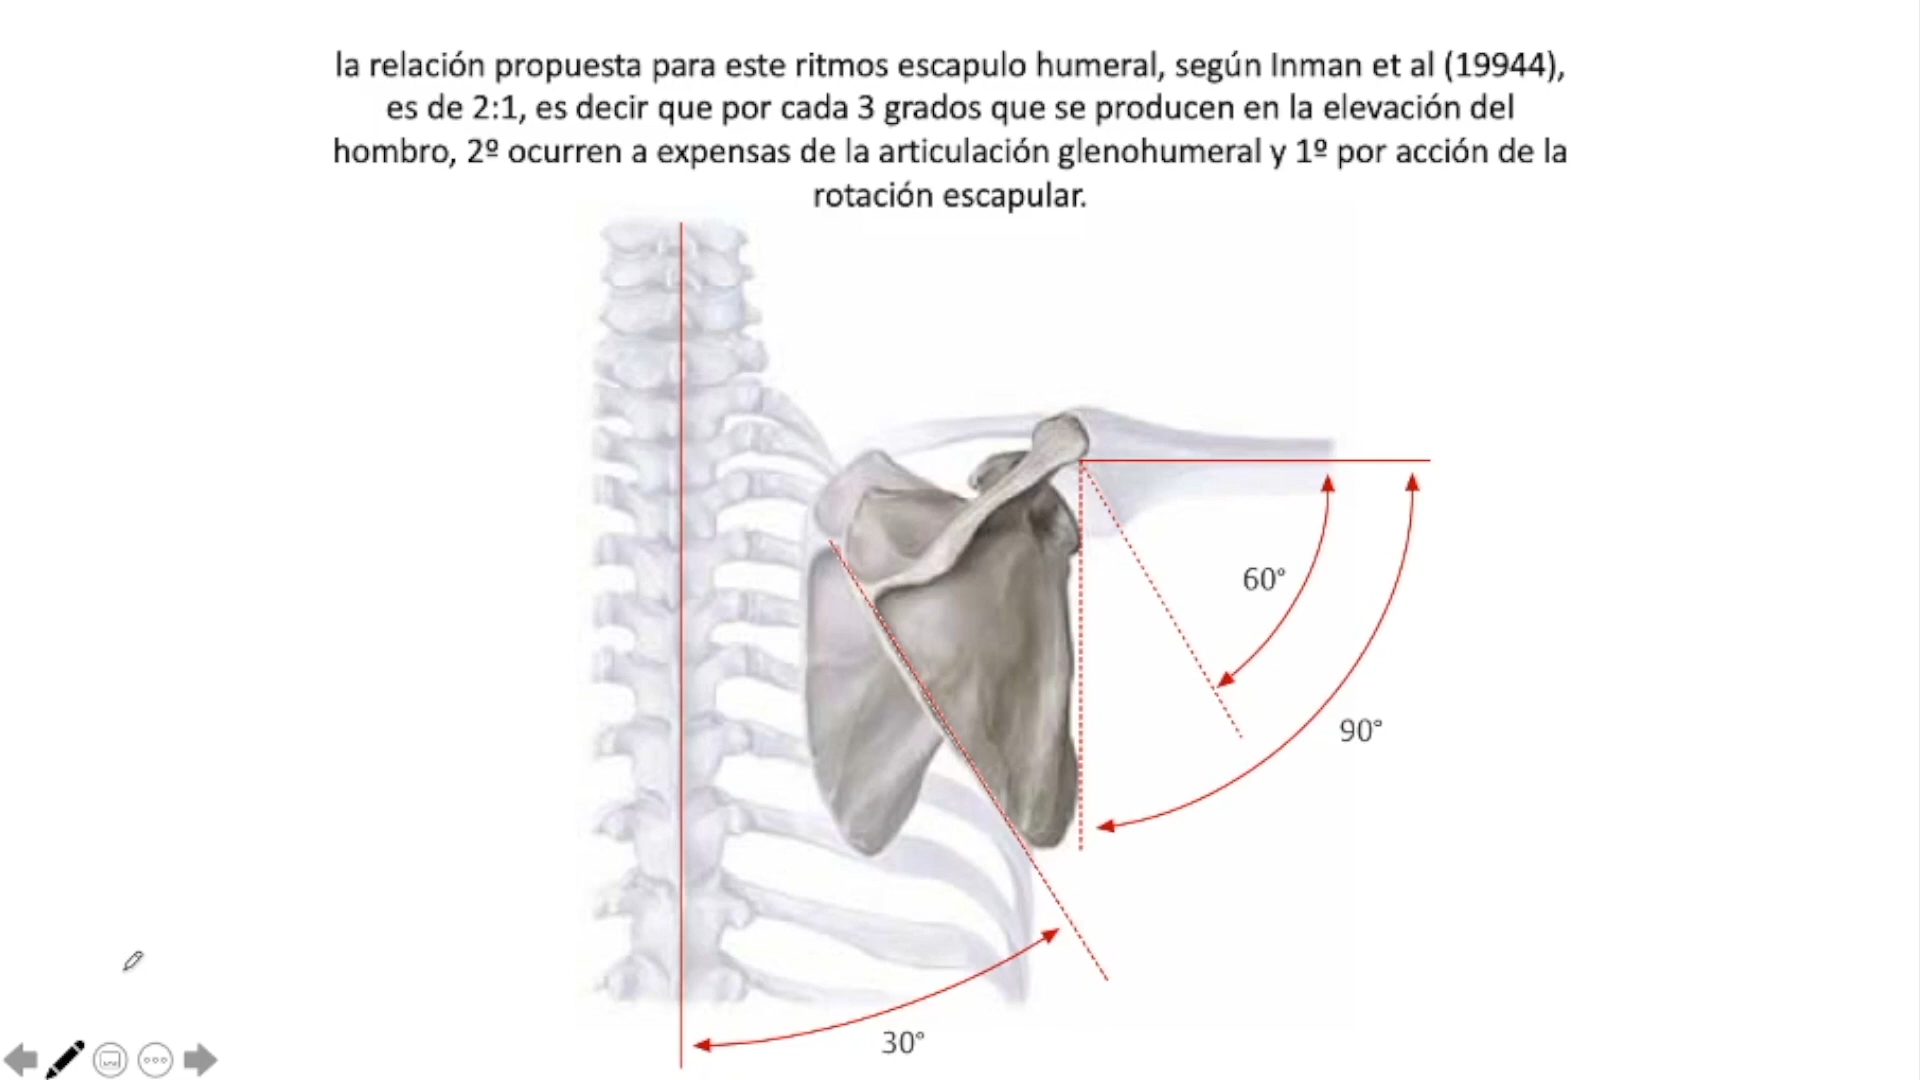 la relación propuesta para este ritmos escapulo humeral, según Inman et al (19944),
es de 2:1, es decir que por cada 3 grados que se producen en la elevación del
hombro, 2º ocurren a expensas de la articulación glenohumeral y 1º por acción de la
rotación escapular.
60°
90°
30°